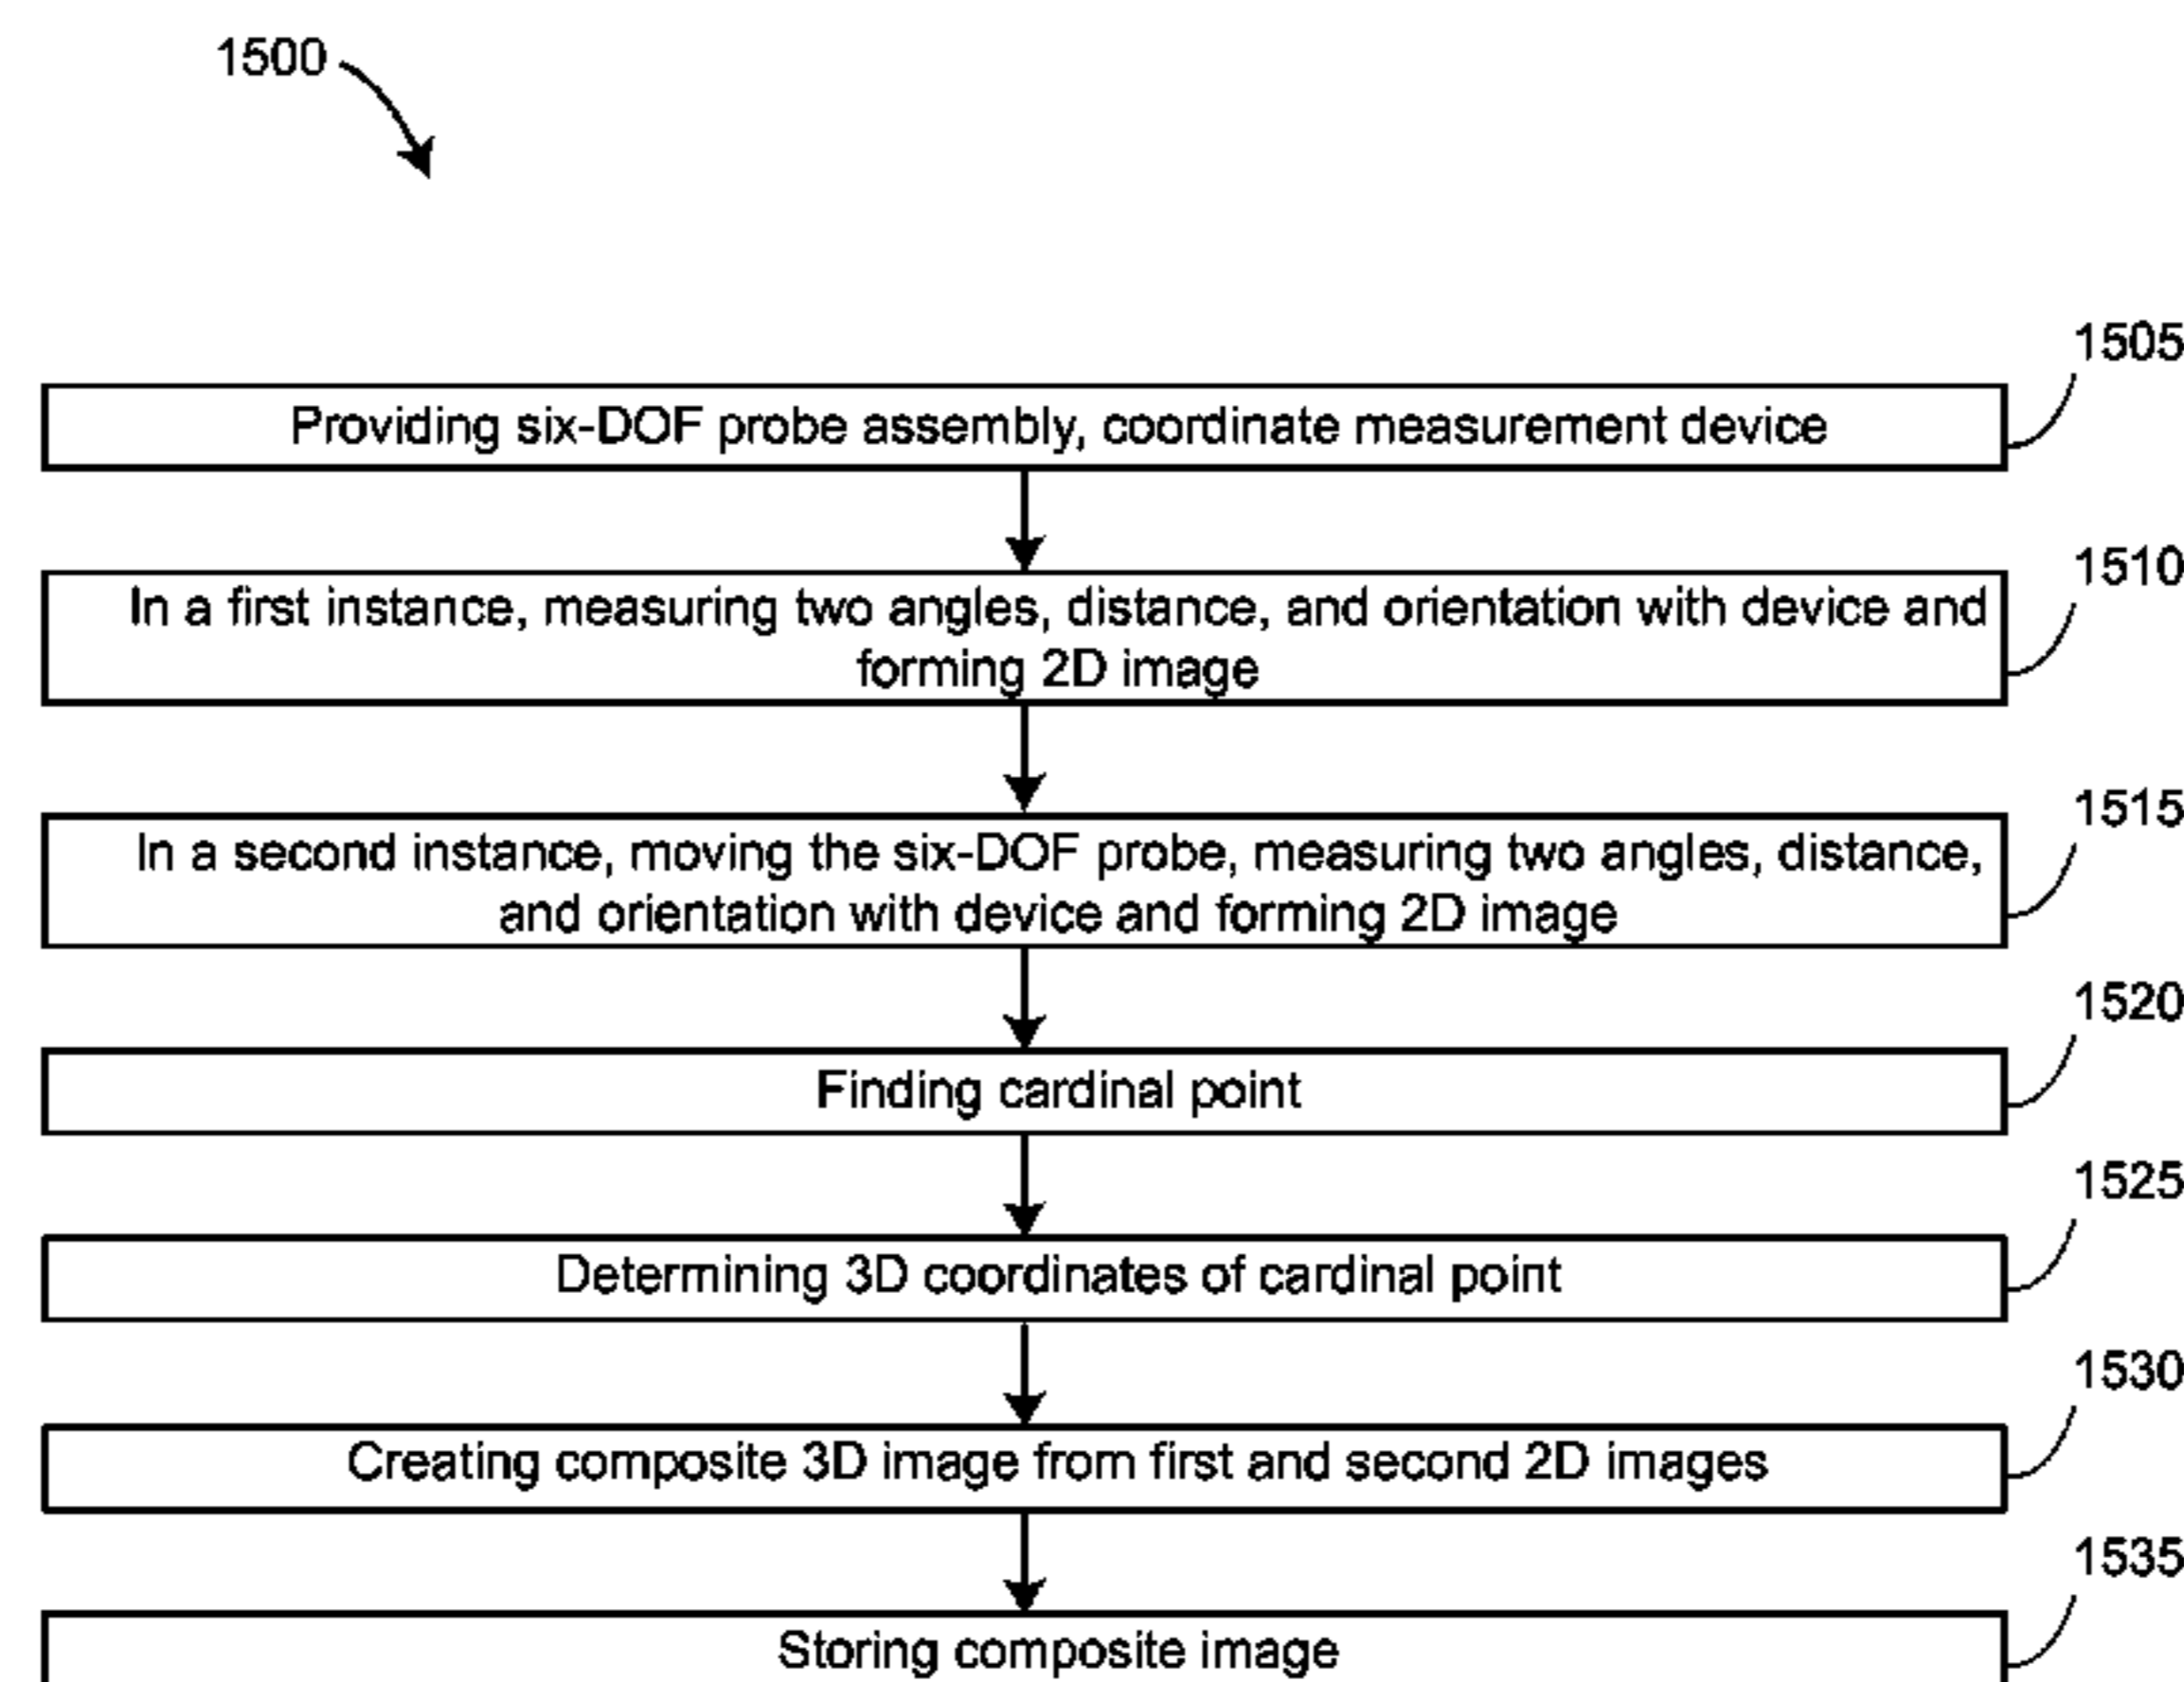 1500
1505
Providing six-DOF probe assembly, coordinate measurement device
1510
In a first instance, measuring two angles, distance, and orientation with device and
forming 2D image
1515
In a second instance, moving the six-DOF probe, measuring two angles, distance,
and orientation with device and forming 2D image
1520
Finding cardinal point
1525
Determining 3D coordinates of cardinal point
1530
Creating composite 3D image from first and second 2D images
1535
Storing composite image